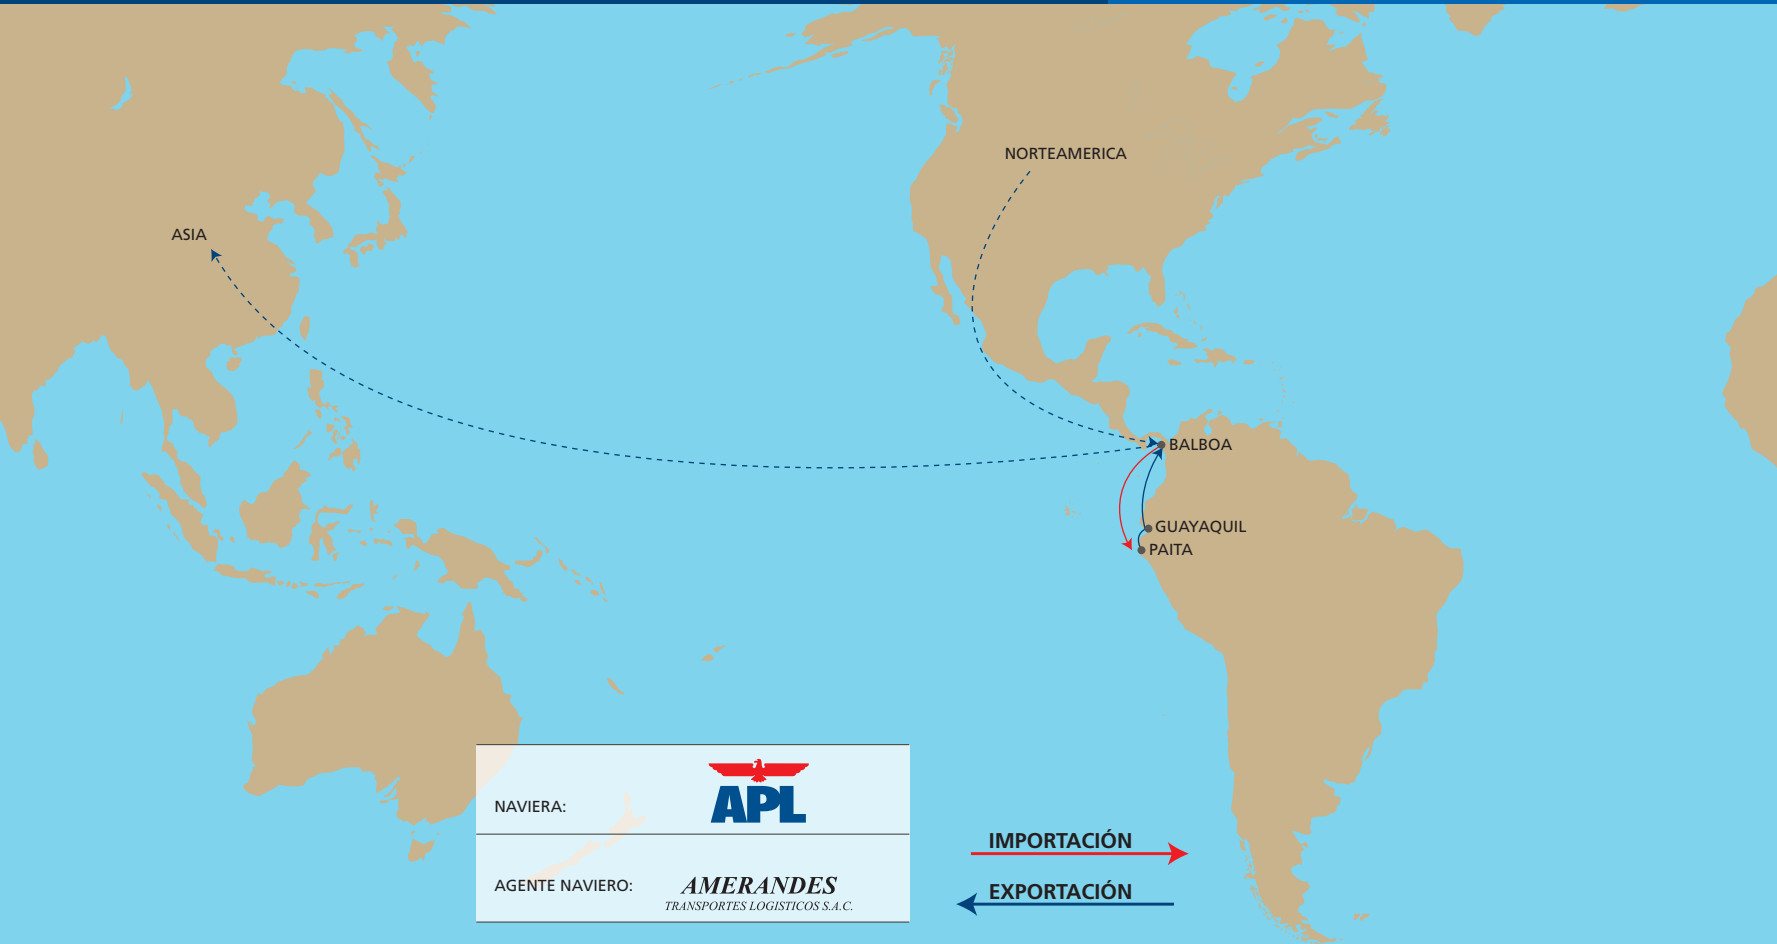 NORTEAMERICA
ASIA
BALBOA
GUAYAQUIL
PAITA
NAVIERA:
APL
AGENTE NAVIERO:
AMERANDES
TRANSPORTES LOGISTICOS S.A.C.
IMPORTACIÓN
EXPORTACIÓN